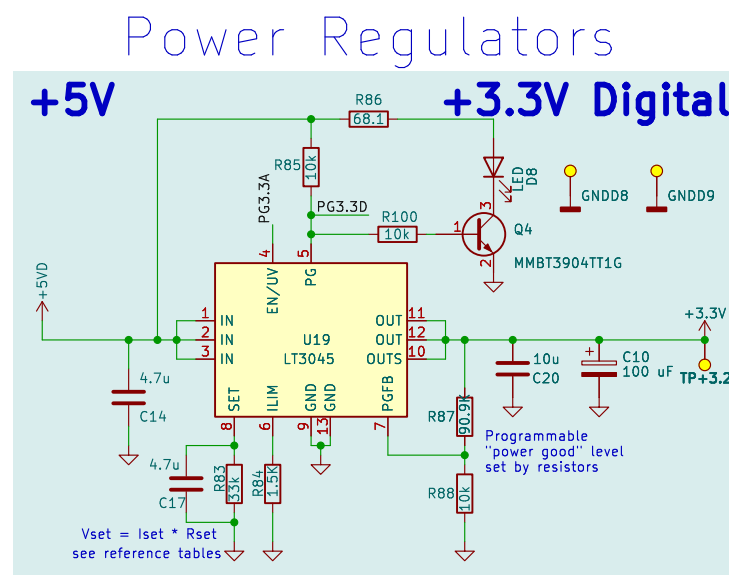 Power Regulators
+5V
+3.3V Digital
R86
68.1
R85
10k
LED
D8
GNDD8
GNDD9
PG3.3A
PG3.3D
R100
10k
3
1
2
Q4
MMBT3904TT1G
4
5
EN/UV
PG
+5VD
1
2
3
IN
IN
IN
U19
LT3045
OUT
OUT
OUTS
11
12
10
+3.3V
TP+3.2
4.7u
C14
10u
C20
+
C10
100 uF
SET
ILIM
GND
GND
PGFB
8
6
9
13
7
R87
90.9K
Programmable
"power good" level
set by resistors
4.7u
C17
R83
33k
R84
1.5K
R88
10k
Vset = Iset * Rset
see reference tables